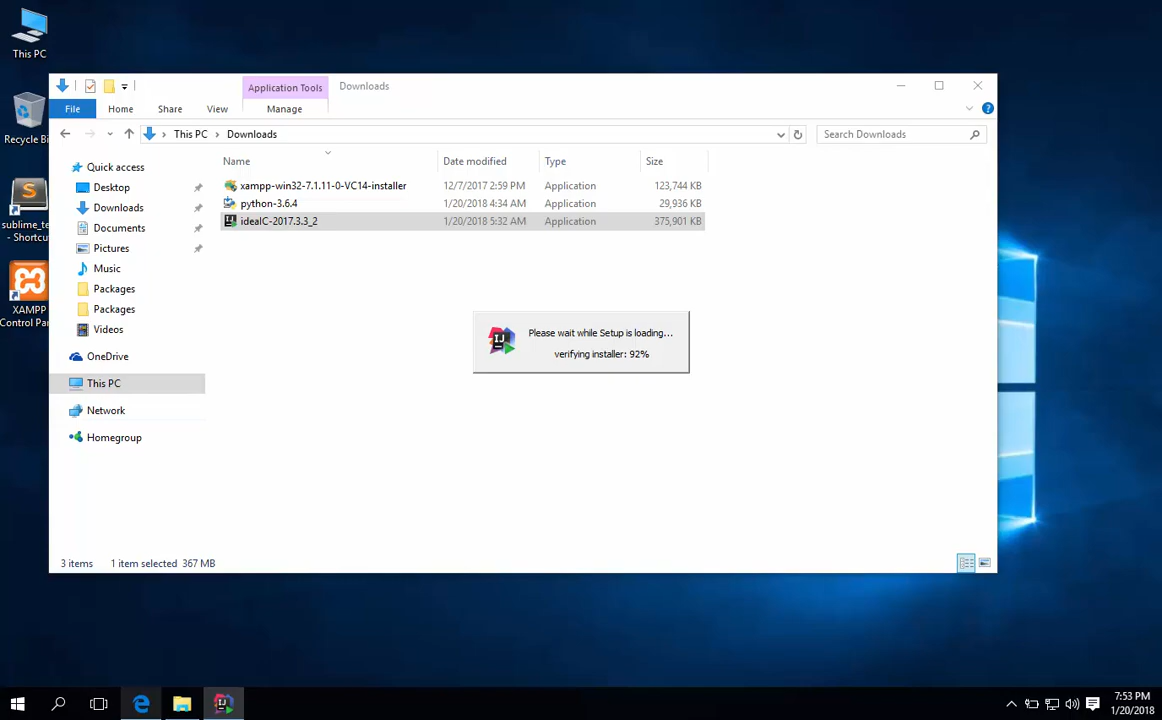 This PC
Recycle Bi
sublime_te
- Shortcu
XAMPP
Control Pan
Application Tools
Downloads
File
Home
Share
View
Manage
This PC
Downloads
Search Downloads
Name
Date modified
Type
Size
xampp-win32-7.1.11-0-VC14-installer
12/7/2017 2:59 PM
Application
123,744 KB
python-3.6.4
1/20/2018 4:34 AM
Application
29,936 KB
ideaIC-2017.3.3_2
1/20/2018 5:32 AM
Application
375,901 KB
Quick access
Desktop
Downloads
Documents
Pictures
Music
Packages
Packages
Videos
OneDrive
This PC
Network
Homegroup
IJ
Please wait while Setup is loading...
verifying installer: 92%
3 items
1 item selected 367 MB
7:53 PM
1/20/2018